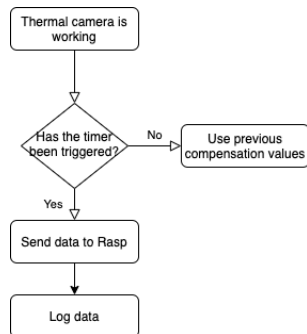 Thermal camera is
working
Has the timer
been triggered?
No
Use previous
compensation values
Yes
Send data to Rasp
Log data